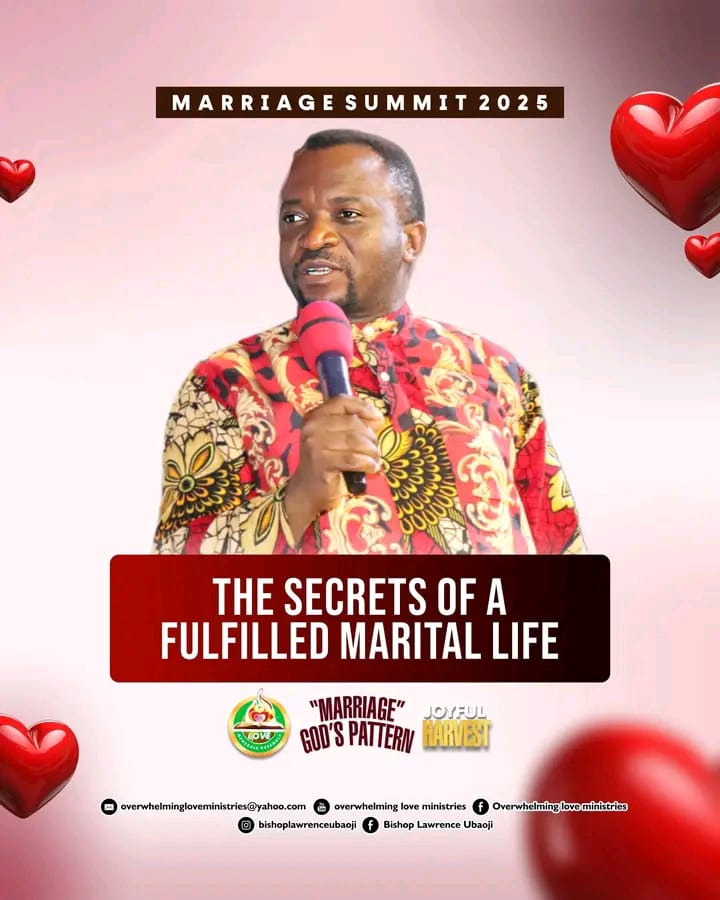 MARRIAGE SUMMIT 2025
THE SECRETS OF A
FULFILLED MARITAL LIFE
LOVE
"MARRIAGE"
GOD'S PATTERN
JOYFUL
HARVEST
overwhelmingloveministries@yahoo.com overwhelming love ministries Overwhelming love ministries
bishoplawrenceubaoji Bishop Lawrence Ubaoji